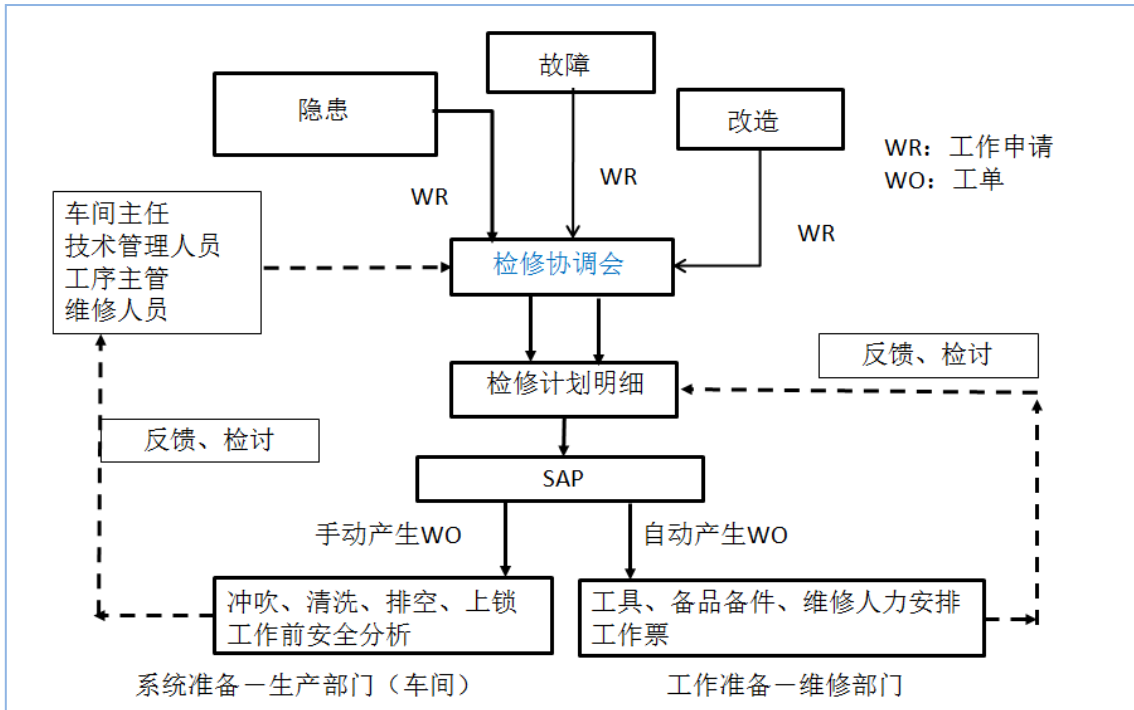 故障
隐患
改造
WR：工作申请
WO：工单
WR
WR
WR
车间主任
技术管理人员
工序主管
维修人员
检修协调会
反馈、检讨
检修计划明细
反馈、检讨
SAP
手动产生WO
自动产生WO
冲吹、清洗、排空、上锁
工作前安全分析
工具、备品备件、维修人力安排
工作票
系统准备－生产部门（车间）
工作准备－维修部门